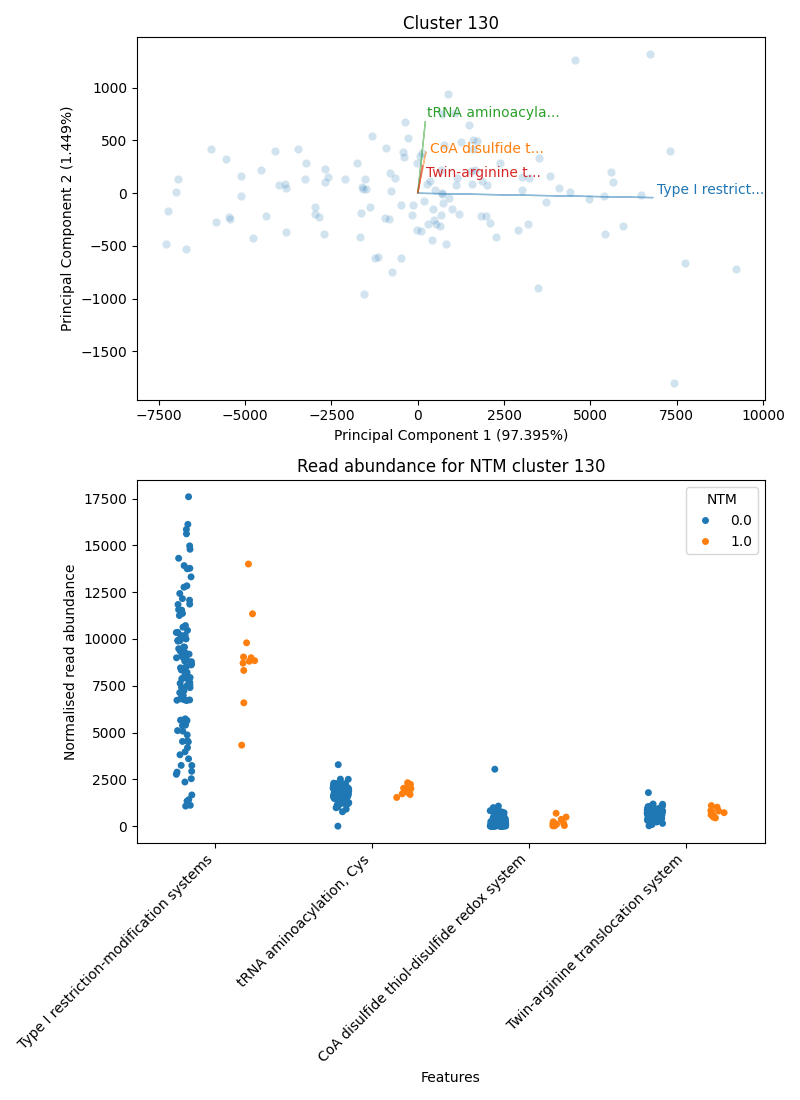 Cluster 130
1000
500
0
−500
−1000
−1500
Principal Component 2 (1.449%)
tRNA aminoacyla...
CoA disulfide t...
Twin-arginine t...
Type I restrict...
−7500
−5000
−2500
0
2500
5000
7500
10000
Principal Component 1 (97.395%)
Read abundance for NTM cluster 130
17500
15000
12500
10000
7500
5000
2500
0
Normalised read abundance
NTM
0.0
1.0
Type I restriction-modification systems
tRNA aminoacylation, Cys
CoA disulfide thiol-disulfide redox system
Twin-arginine translocation system
Features